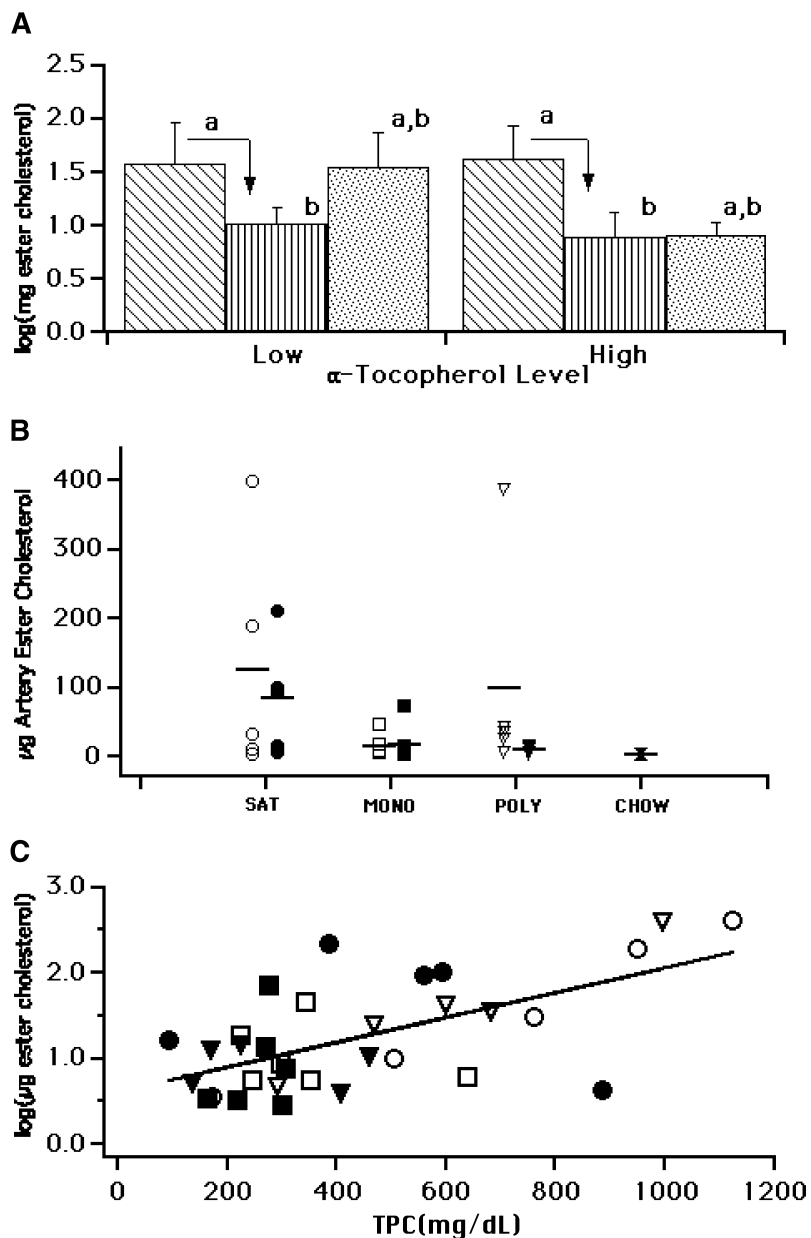 A
log(mg ester cholesterol)
2.5
2.0
1.5
1.0
0.5
0.0
a
b
a,b
a
b
a,b
Low
High
α-Tocopherol Level
B
µg Artery Ester Cholesterol
400
300
200
100
0
SAT
MONO
POLY
CHOW
C
log(µg ester cholesterol)
3.0
2.0
1.0
0.0
0
200
400
600
800
1000
1200
TPC(mg/dL)